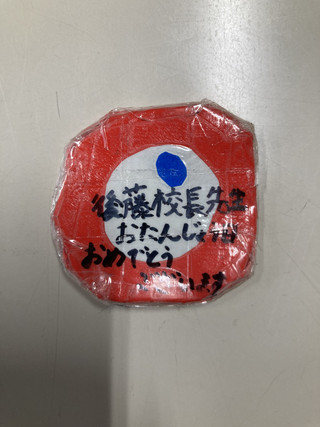 後藤校長先生
おたんじょうび
おめでとう
ございます